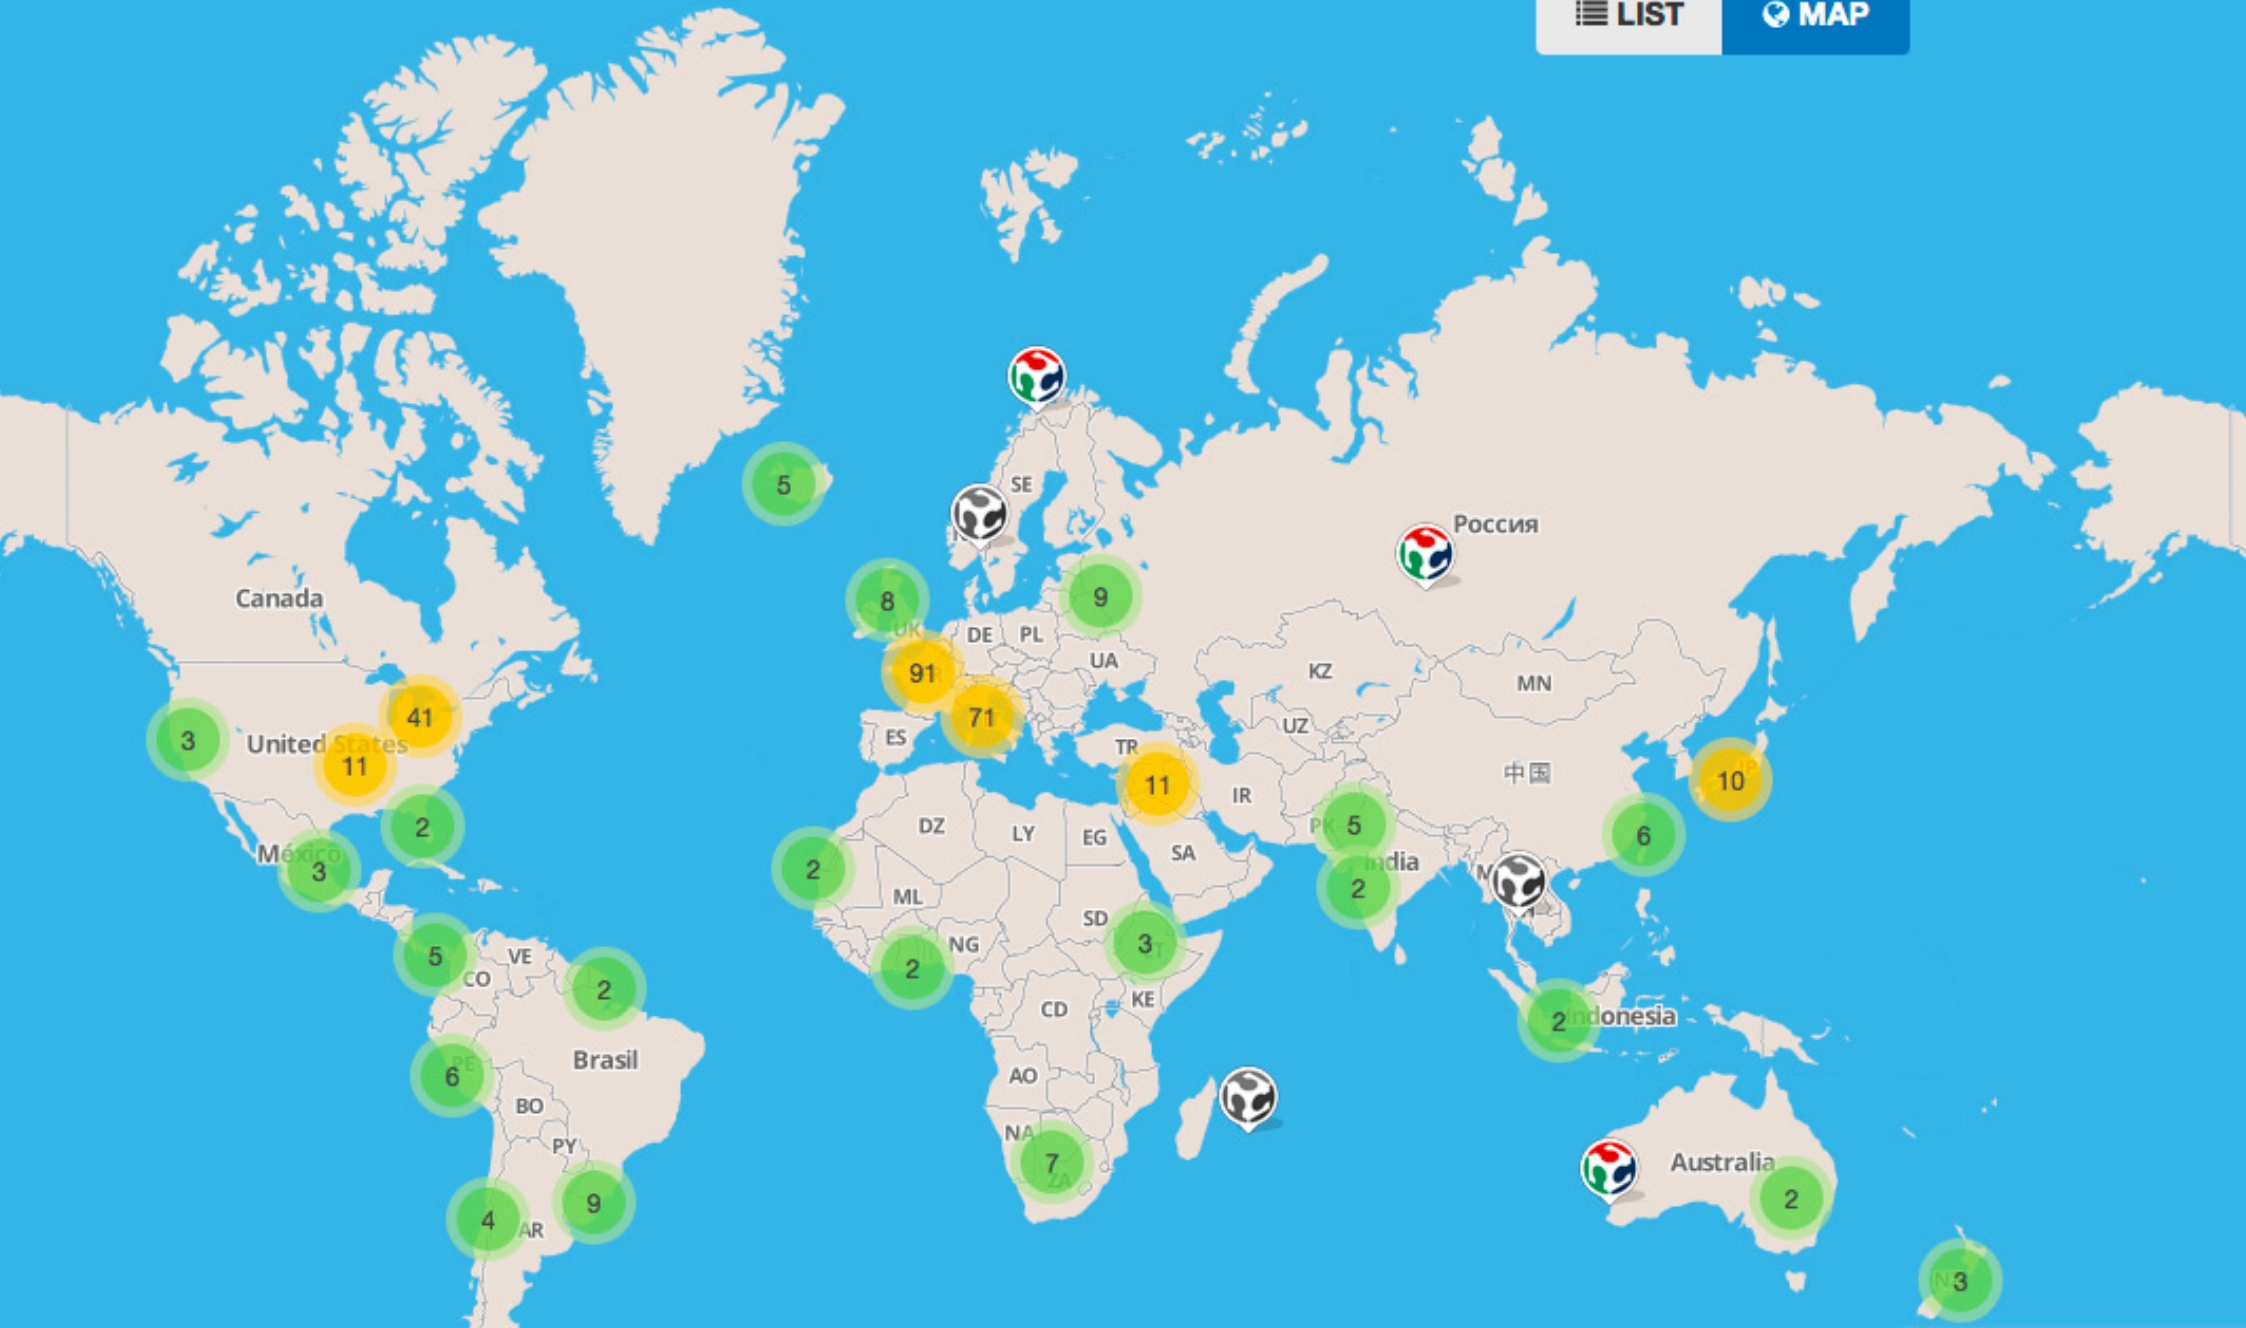 LIST
MAP
5
SE
Россия
Canada
8
9
UK
DE
PL
UA
91
KZ
MN
41
71
3
United States
UZ
ES
TR
11
11
中国
10
IR
2
DZ
LY
EG
PK
5
6
México
3
2
SA
India
2
ML
SD
3
NG
5
VE
2
CO
2
KE
CD
2
Indonesia
Brasil
PE
6
AO
BO
NA
PY
7
ZA
Australia
2
9
4
AR
NZ
3